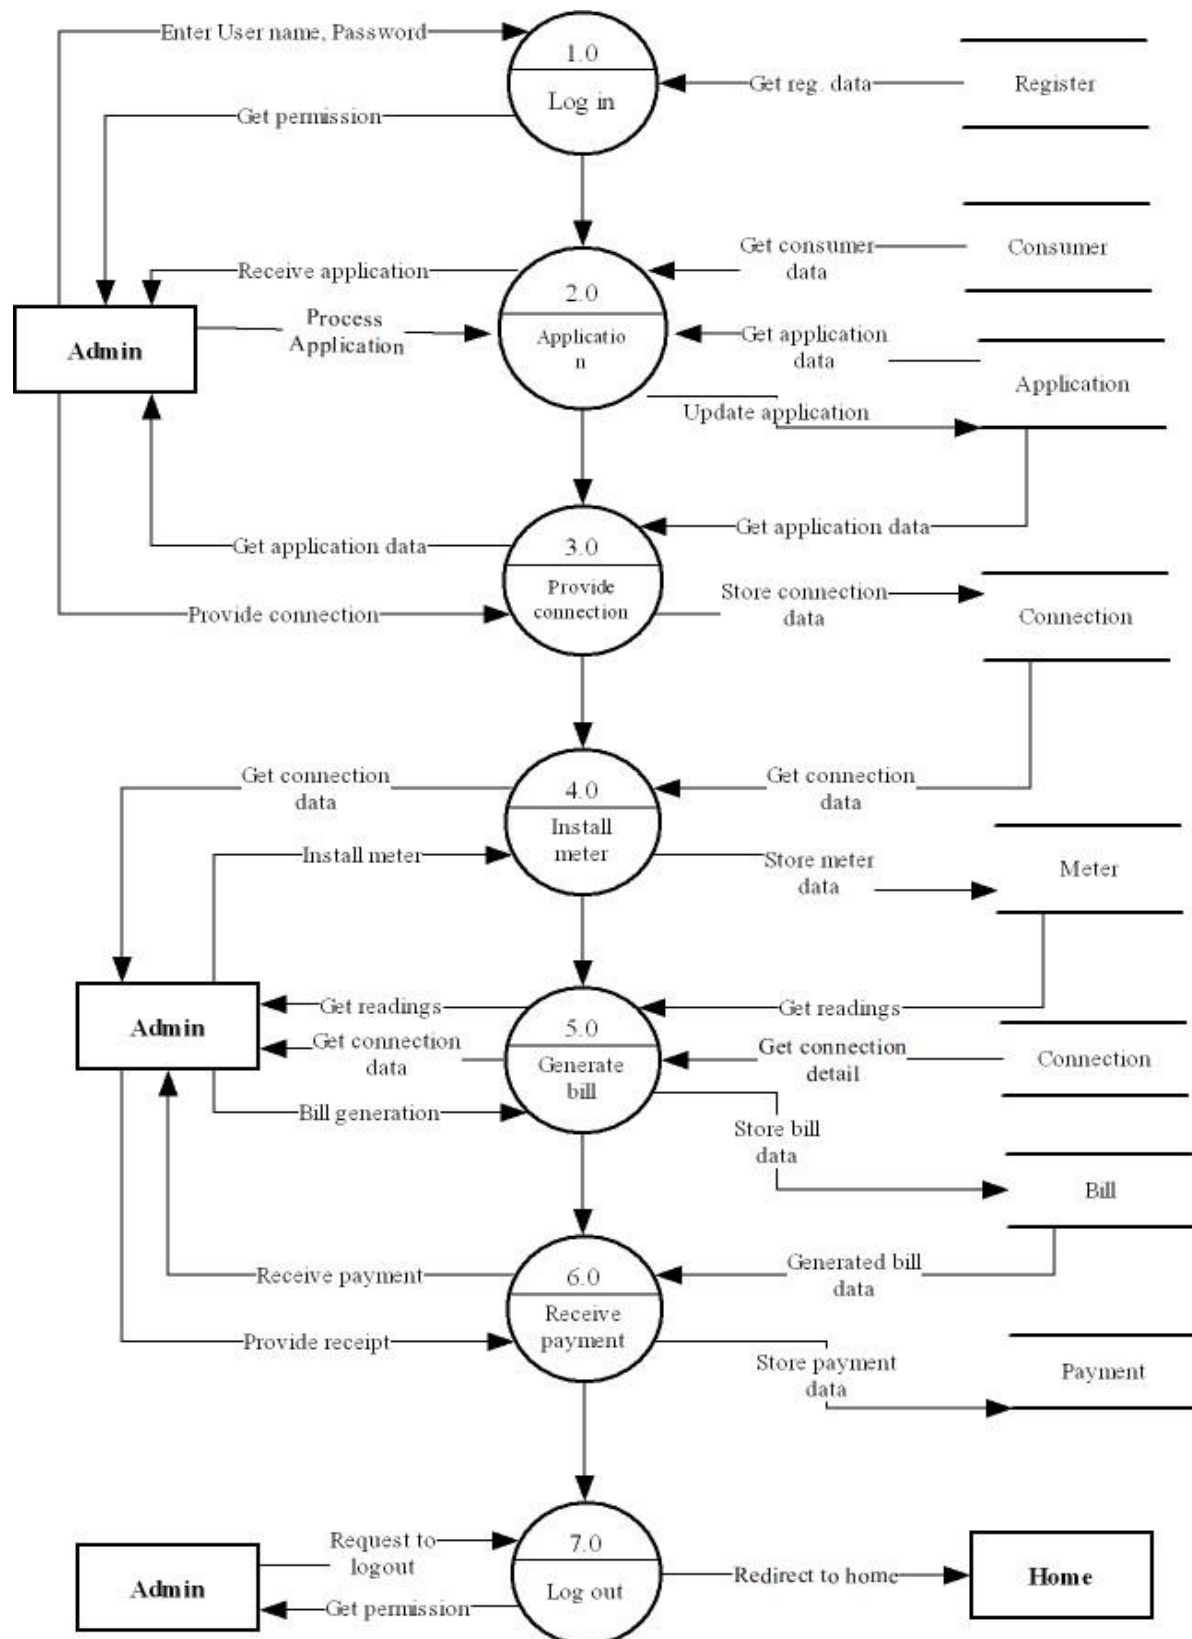 Enter User name, Password
1.0
Log in
Get reg. data
Register
Get permission
Get consumer
data
Consumer
Receive application
2.0
Applicatio
n
Process
Application
Admin
Get application
data
Application
Update application
Get application data
3.0
Provide
connection
Get application data
Provide connection
Store connection
data
Connection
Get connection
data
4.0
Install
meter
Get connection
data
Install meter
Store meter
data
Meter
Admin
Get readings
5.0
Generate
bill
Get readings
Get connection
data
Get connection
detail
Connection
Bill generation
Store bill
data
Bill
Receive payment
6.0
Receive
payment
Generated bill
data
Provide receipt
Store payment
data
Payment
Request to
logout
7.0
Log out
Admin
Get permission
Redirect to home
Home